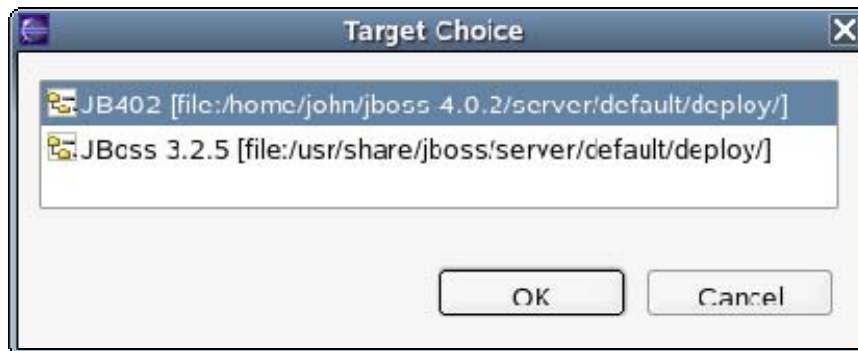 Target Choice
JB402 [file:/home/john/jboss-4.0.2/server/default/deploy/]
JBoss 3.2.5 [file:/usr/share/jboss/server/default/deploy/]
OK
Cancel